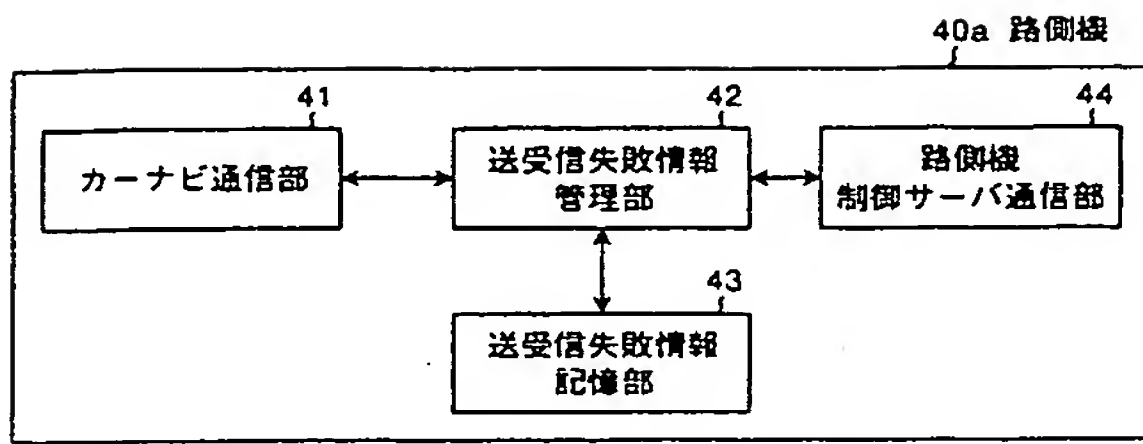 40a 路側機
41
カーナビ通信部
42
送受信失敗情報
管理部
44
路側機
制御サーバ通信部
43
送受信失敗情報
記憶部